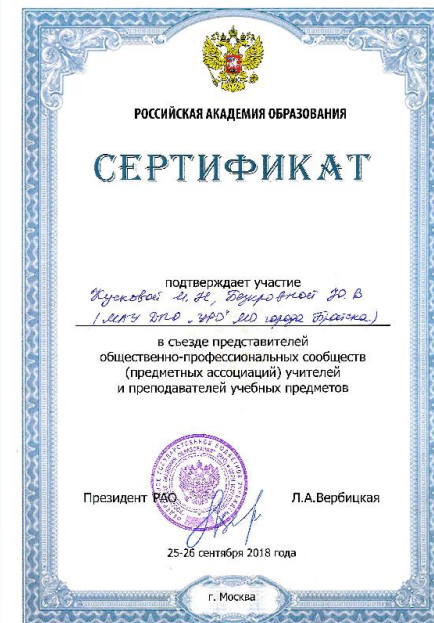 РОССИЙСКАЯ АКАДЕМИЯ ОБРАЗОВАНИЯ
СЕРТИФИКАТ
подтверждает участие
Кусковой М. Н., Ю. В
(МАУ ДПО "ЦРО" МО города Братска)
в съезде представителей
общественно-профессиональных сообществ
(предметных ассоциаций) учителей
и преподавателей учебных предметов
Президент РАО Л.А.Вербицкая
25-26 сентября 2018 года
г. Москва